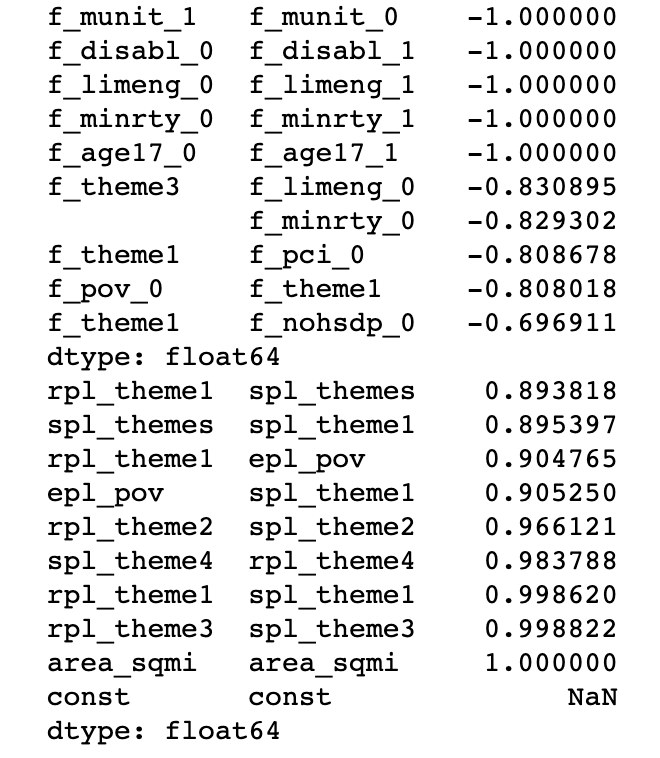 f_munit_1 f_munit_0 -1.000000
f_disabl_0 f_disabl_1 -1.000000
f_limeng_0 f_limeng_1 -1.000000
f_minrty_0 f_minrty_1 -1.000000
f_age17_0 f_age17_1 -1.000000
f_theme3 f_limeng_0 -0.830895
f_minrty_0 -0.829302
f_theme1 f_pci_0 -0.808678
f_pov_0 f_theme1 -0.808018
f_theme1 f_nohsdp_0 -0.696911
dtype: float64
rpl_theme1 spl_themes 0.893818
spl_themes spl_theme1 0.895397
rpl_theme1 epl_pov 0.904765
epl_pov spl_theme1 0.905250
rpl_theme2 spl_theme2 0.966121
spl_theme4 rpl_theme4 0.983788
rpl_theme1 spl_theme1 0.998620
rpl_theme3 spl_theme3 0.998822
area_sqmi area_sqmi 1.000000
const const NaN
dtype: float64